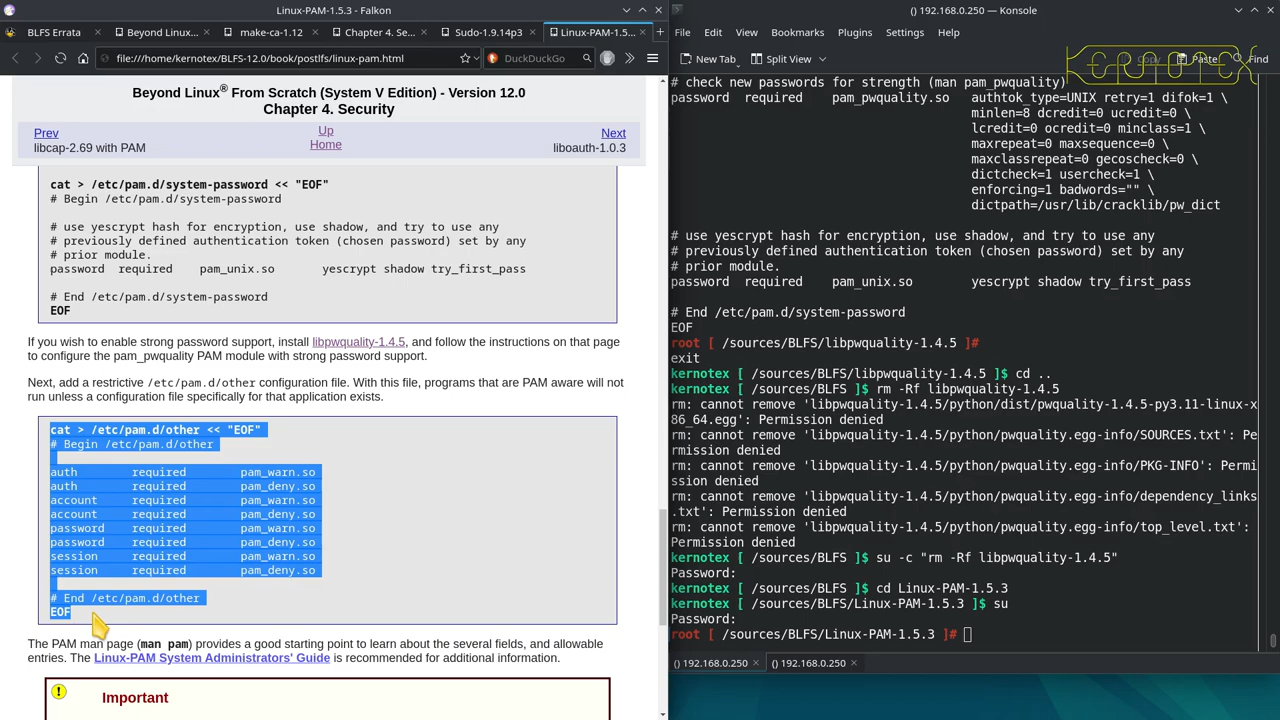 Linux-PAM-1.5.3 - Falkon
BLFS Errata
Beyond Linux...
make-ca-1.12
Chapter 4. Se...
Sudo-1.9.14p3
Linux-PAM-1.5...
file:///home/kernotex/BLFS-12.0/book/postlfs/linux-pam.html
DuckDuckGo
Beyond Linux® From Scratch (System V Edition) - Version 12.0
Chapter 4. Security
Prev
Up
Next
libcap-2.69 with PAM
Home
liboauth-1.0.3
cat > /etc/pam.d/system-password << "EOF"
# Begin /etc/pam.d/system-password
# use yescrypt hash for encryption, use shadow, and try to use any
# previously defined authentication token (chosen password) set by any
# prior module.
password required pam_unix.so yescrypt shadow try_first_pass
# End /etc/pam.d/system-password
EOF
If you wish to enable strong password support, install libpwquality-1.4.5, and follow the instructions on that page
to configure the pam_pwquality PAM module with strong password support.
Next, add a restrictive /etc/pam.d/other configuration file. With this file, programs that are PAM aware will not
run unless a configuration file specifically for that application exists.
cat > /etc/pam.d/other << "EOF"
# Begin /etc/pam.d/other
auth required pam_warn.so
auth required pam_deny.so
account required pam_warn.so
account required pam_deny.so
password required pam_warn.so
password required pam_deny.so
session required pam_warn.so
session required pam_deny.so
# End /etc/pam.d/other
EOF
The PAM man page (man pam) provides a good starting point to learn about the several fields, and allowable
entries. The Linux-PAM System Administrators' Guide is recommended for additional information.
Important
() 192.168.0.250 — Konsole
File Edit View Bookmarks Plugins Settings Help
New Tab
Split View
Copy
Paste
Find
KERNOTEX
# check new passwords for strength (man pam_pwquality)
password required pam_pwquality.so authtok_type=UNIX retry=1 difok=1 \
minlen=8 dcredit=0 ucredit=0 \
lcredit=0 ocredit=0 minclass=1 \
maxrepeat=0 maxsequence=0 \
maxclassrepeat=0 gecoscheck=0 \
dictcheck=1 usercheck=1 \
enforcing=1 badwords="" \
dictpath=/usr/lib/cracklib/pw_dict
# use yescrypt hash for encryption, use shadow, and try to use any
# previously defined authentication token (chosen password) set by any
# prior module.
password required pam_unix.so yescrypt shadow try_first_pass
# End /etc/pam.d/system-password
EOF
root [ /sources/BLFS/libpwquality-1.4.5 ]#
exit
kernotex [ /sources/BLFS/libpwquality-1.4.5 ]$ cd ..
kernotex [ /sources/BLFS ]$ rm -Rf libpwquality-1.4.5
rm: cannot remove 'libpwquality-1.4.5/python/dist/pwquality-1.4.5-py3.11-linux-x
86_64.egg': Permission denied
rm: cannot remove 'libpwquality-1.4.5/python/pwquality.egg-info/SOURCES.txt': Pe
rmission denied
rm: cannot remove 'libpwquality-1.4.5/python/pwquality.egg-info/PKG-INFO': Permi
ssion denied
rm: cannot remove 'libpwquality-1.4.5/python/pwquality.egg-info/dependency_links
.txt': Permission denied
rm: cannot remove 'libpwquality-1.4.5/python/pwquality.egg-info/top_level.txt':
Permission denied
kernotex [ /sources/BLFS ]$ su -c "rm -Rf libpwquality-1.4.5"
Password:
kernotex [ /sources/BLFS ]$ cd Linux-PAM-1.5.3
kernotex [ /sources/BLFS/Linux-PAM-1.5.3 ]$ su
Password:
root [ /sources/BLFS/Linux-PAM-1.5.3 ]#
() 192.168.0.250
() 192.168.0.250